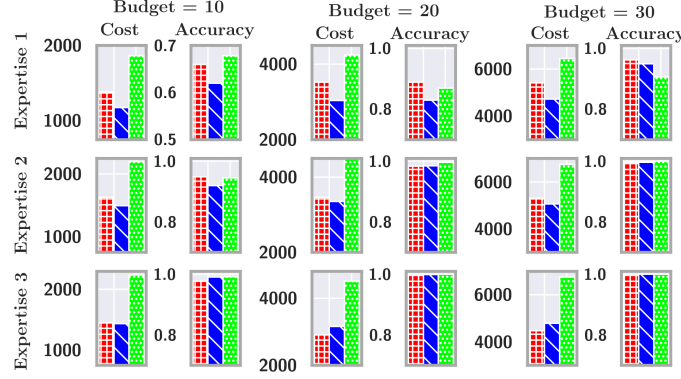 Budget = 10 Budget = 20 Budget = 30
Cost Accuracy Cost Accuracy Cost Accuracy
Expertise 1
2000 0.7 4000 1.0 6000 1.0
0.6 0.8 0.8
1000 0.5 2000 4000
Expertise 2
2000 1.0 4000 1.0 6000 1.0
0.8 0.8 0.8
1000 2000 4000
Expertise 3
2000 1.0 4000 1.0 6000 1.0
0.8 0.8 0.8
1000 2000 4000